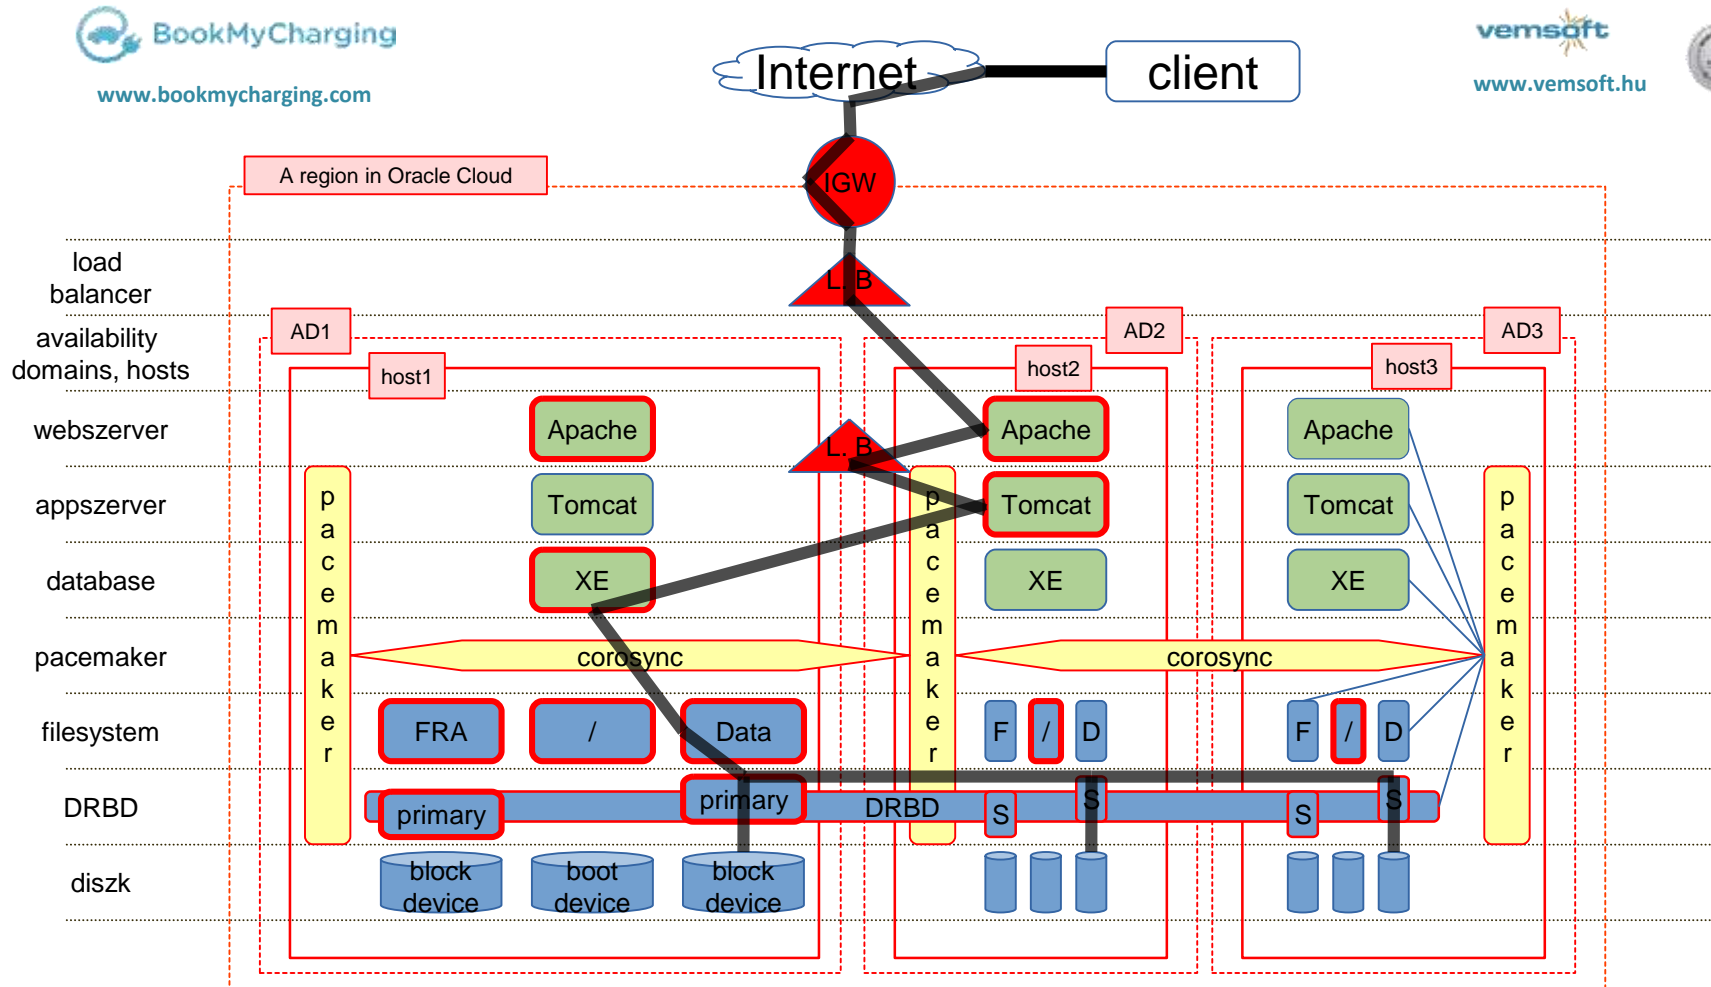 BookMyCharging
www.bookmycharging.com
Internet
client
vemsoft
www.vemsoft.hu
IGW
A region in Oracle Cloud
load
balancer
L. B
availability
domains, hosts
AD1
AD2
AD3
host1
host2
host3
webszerver
Apache
L. B
Apache
Apache
appszerver
Tomcat
Tomcat
Tomcat
database
XE
XE
XE
pacemaker
pacemaker
corosync
pacemaker
corosync
pacemaker
filesystem
FRA
/
Data
F
/
D
F
/
D
DRBD
primary
primary
DRBD
S
S
S
S
diszk
block
device
boot
device
block
device